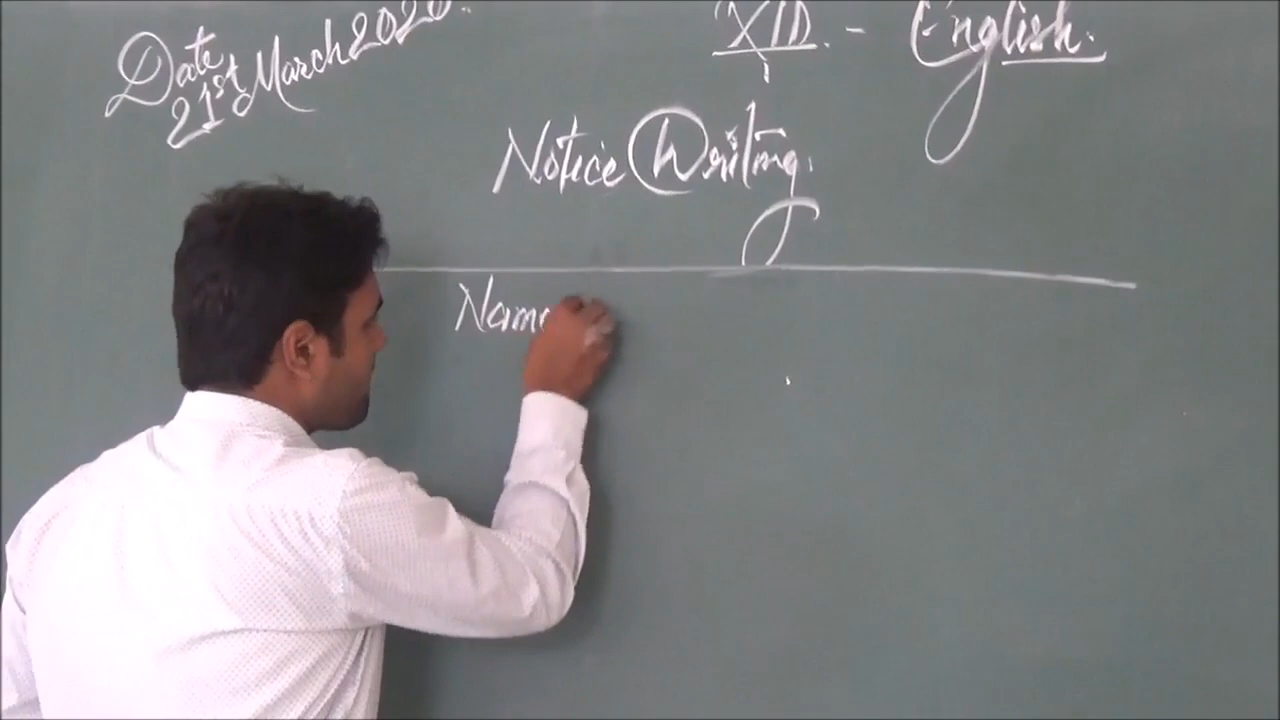 Date
21st March 2020.
XII. - English.
Notice Writing.
Name